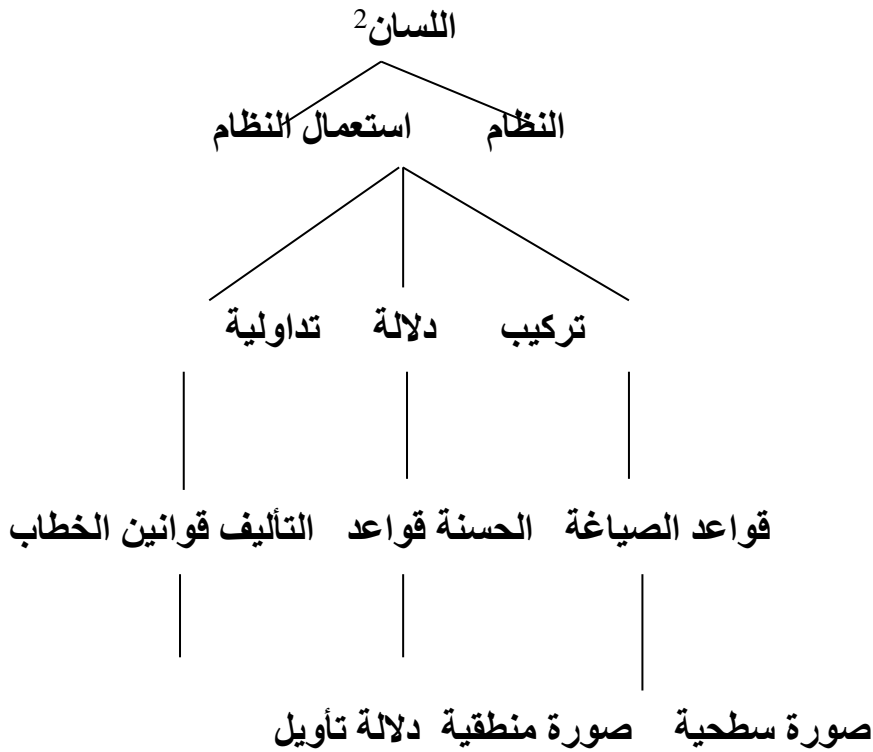 اللسان2
النظام استعمال النظام
تركيب دلالة تداولية
قواعد الصياغة الحسنة قواعد التأليف قوانين الخطاب
صورة سطحية صورة منطقية دلالة تأويل